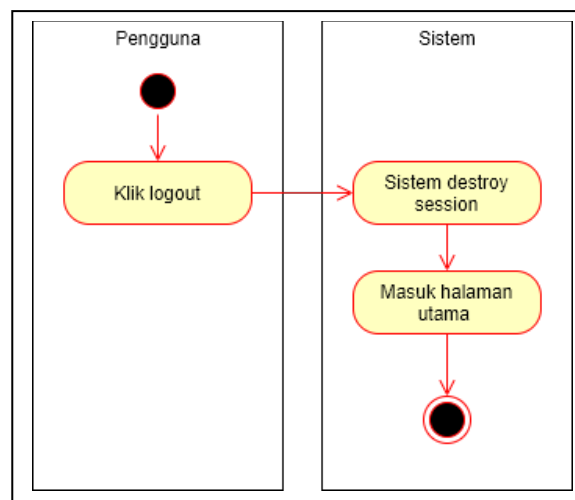 Pengguna
Sistem
Klik logout
Sistem destroy
session
Masuk halaman
utama